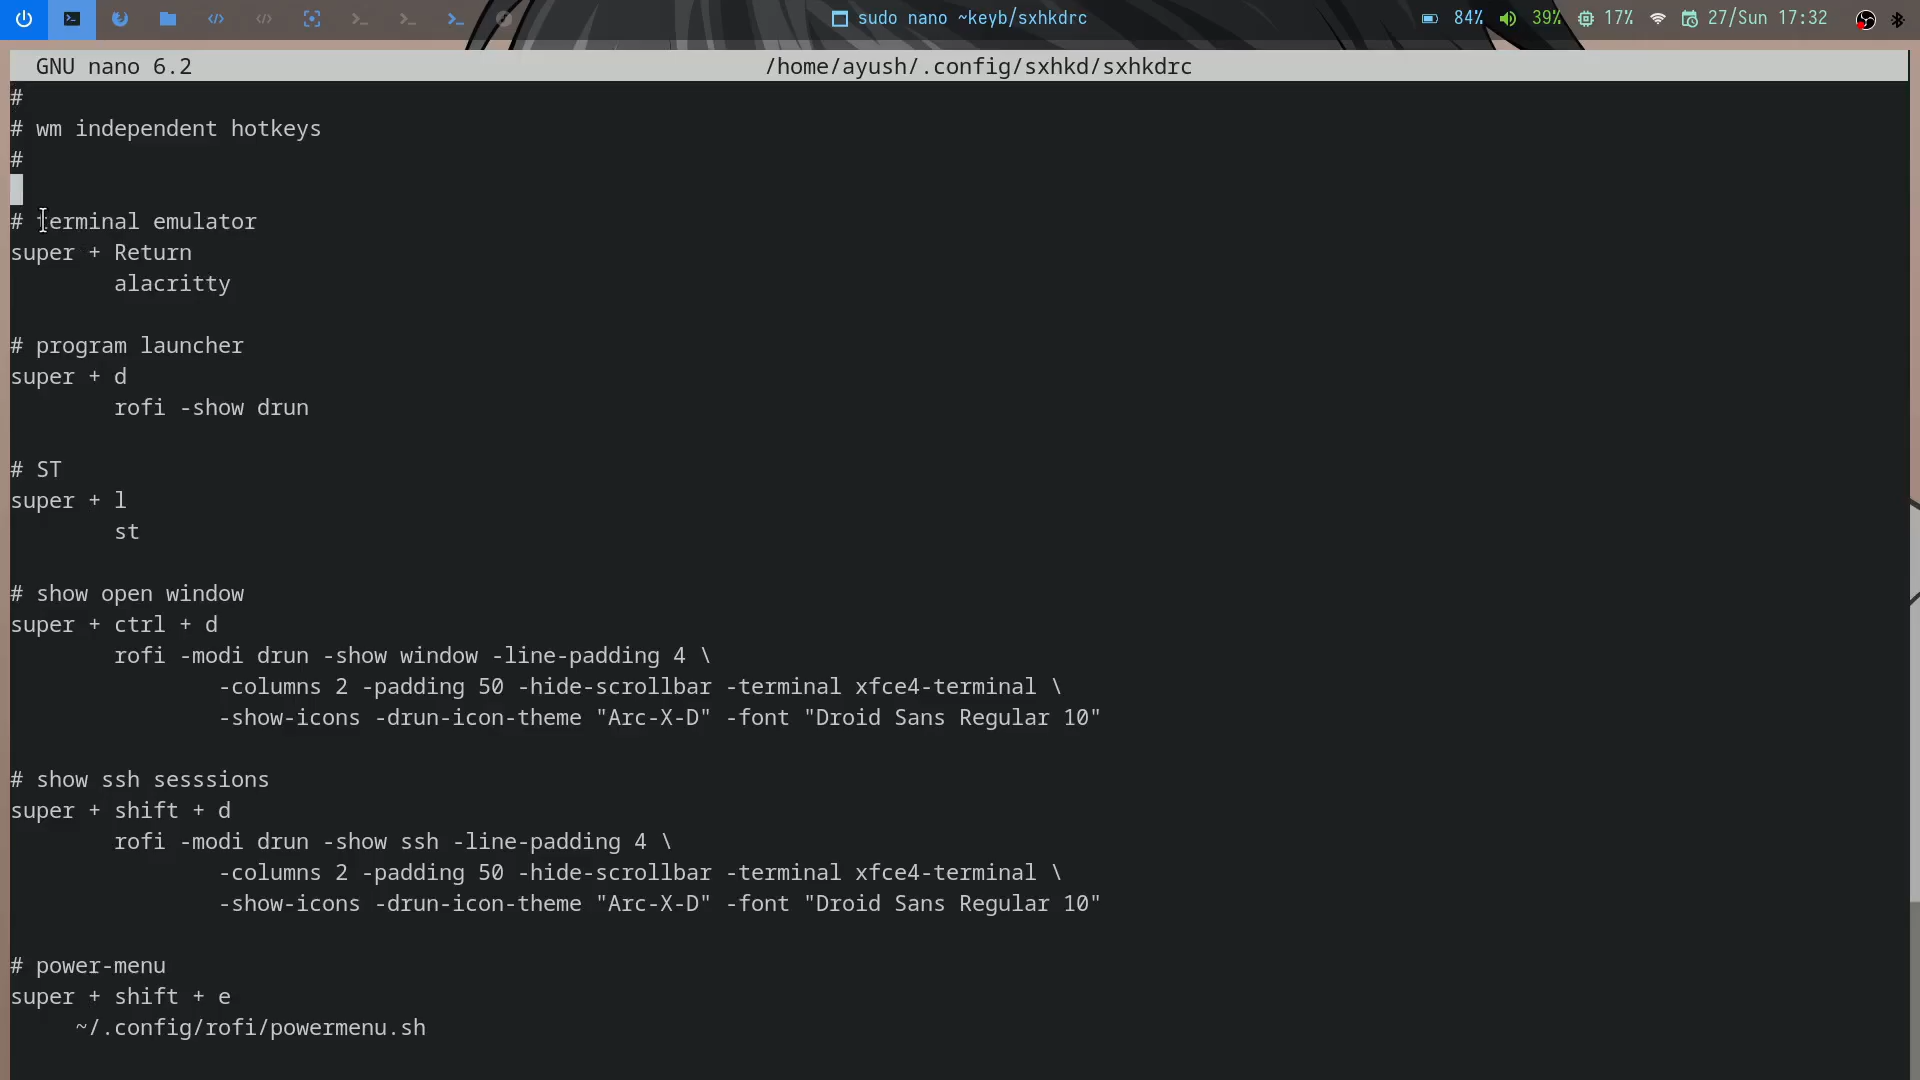 sudo nano ~keyb/sxhkdrc 84% 39% 17% 27/Sun 17:32
GNU nano 6.2 /home/ayush/.config/sxhkd/sxhkdrc
#
# wm independent hotkeys
#
# terminal emulator
super + Return
alacritty
# program launcher
super + d
rofi -show drun
# ST
super + l
st
# show open window
super + ctrl + d
rofi -modi drun -show window -line-padding 4 \
-columns 2 -padding 50 -hide-scrollbar -terminal xfce4-terminal \
-show-icons -drun-icon-theme "Arc-X-D" -font "Droid Sans Regular 10"
# show ssh sesssions
super + shift + d
rofi -modi drun -show ssh -line-padding 4 \
-columns 2 -padding 50 -hide-scrollbar -terminal xfce4-terminal \
-show-icons -drun-icon-theme "Arc-X-D" -font "Droid Sans Regular 10"
# power-menu
super + shift + e
~/.config/rofi/powermenu.sh